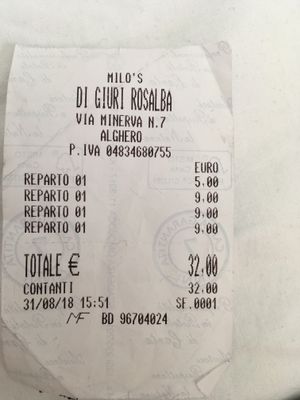 MILO'S
DI GIURI ROSALBA
VIA MINERVA N.7
ALGHERO
P.IVA 04834680755
EURO
REPARTO 01 5,00
REPARTO 01 9,00
REPARTO 01 9,00
REPARTO 01 9,00
TOTALE € 32,00
CONTANTI 32,00
31/08/18 15:51 SF.0001
MF BD 96704024